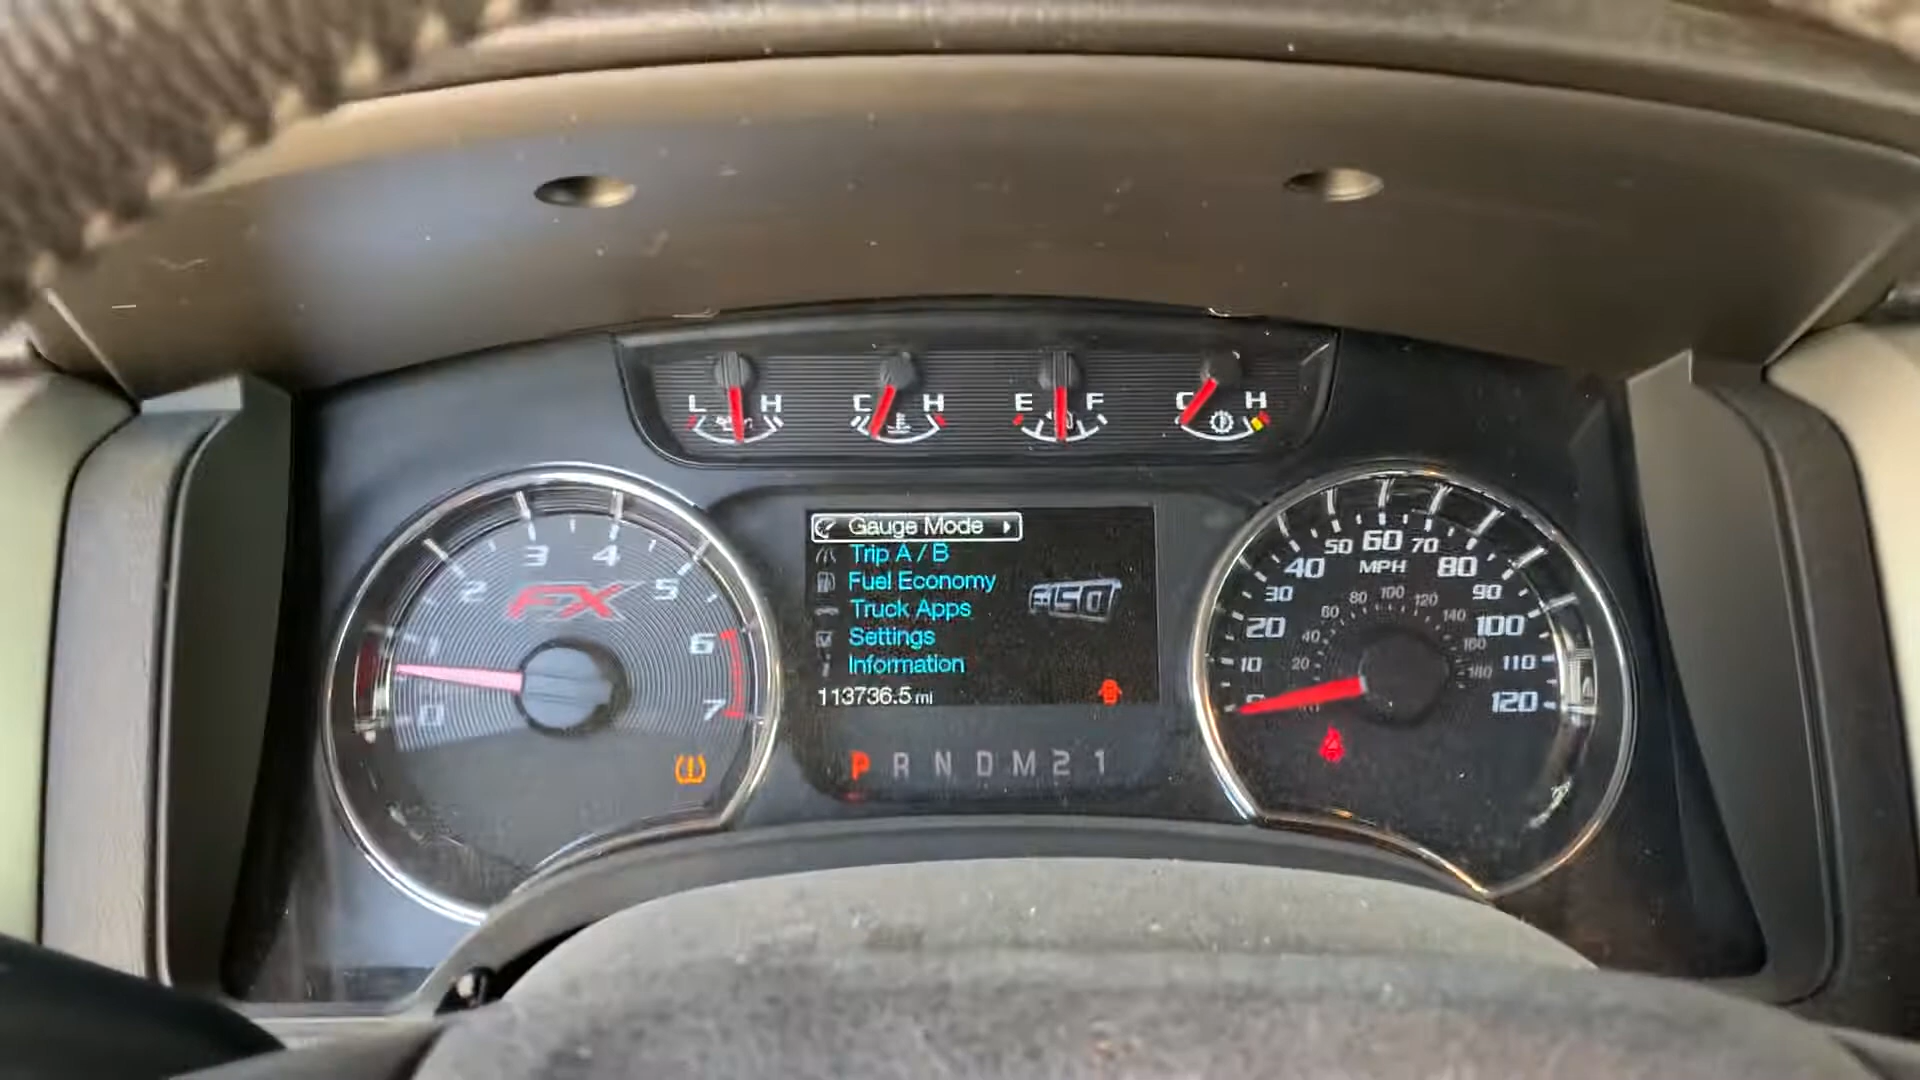 L H C H E F C H
Gauge Mode
Trip A / B
Fuel Economy
Truck Apps
Settings
Information
113736.5 mi
F150
P R N D M 2 1
FX
0 1 2 3 4 5 6 7
MPH
10 20 30 40 50 60 70 80 90 100 110 120
20 40 60 80 100 120 140 160 180